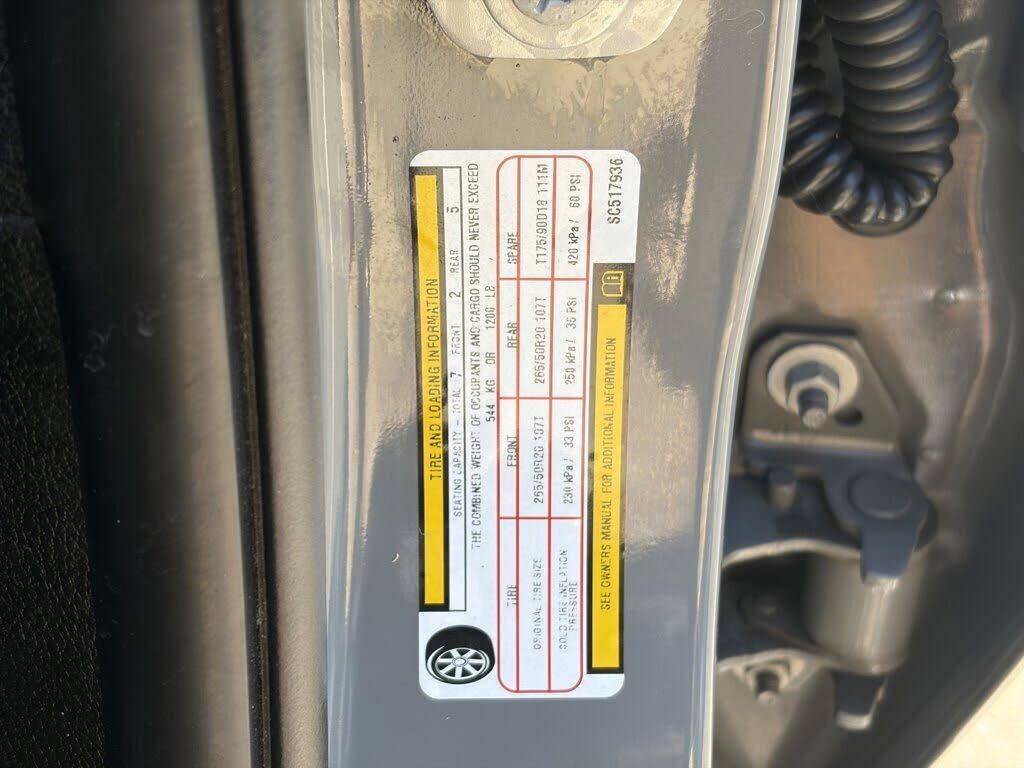 TIRE AND LOADING INFORMATION
SEATING CAPACITY - TOTAL 7 FRONT 2 REAR 5
THE COMBINED WEIGHT OF OCCUPANTS AND CARGO SHOULD NEVER EXCEED
544 KG OR 1200 LB
TIRE FRONT REAR SPARE
ORIGINAL TIRE SIZE 265/50R20 107T 265/50R20 107T T175/90D18 111M
COLD TIRE INFLATION PRESSURE 230 kPa / 33 PSI 250 kPa / 36 PSI 420 kPa / 60 PSI
SEE OWNERS MANUAL FOR ADDITIONAL INFORMATION
SC517936